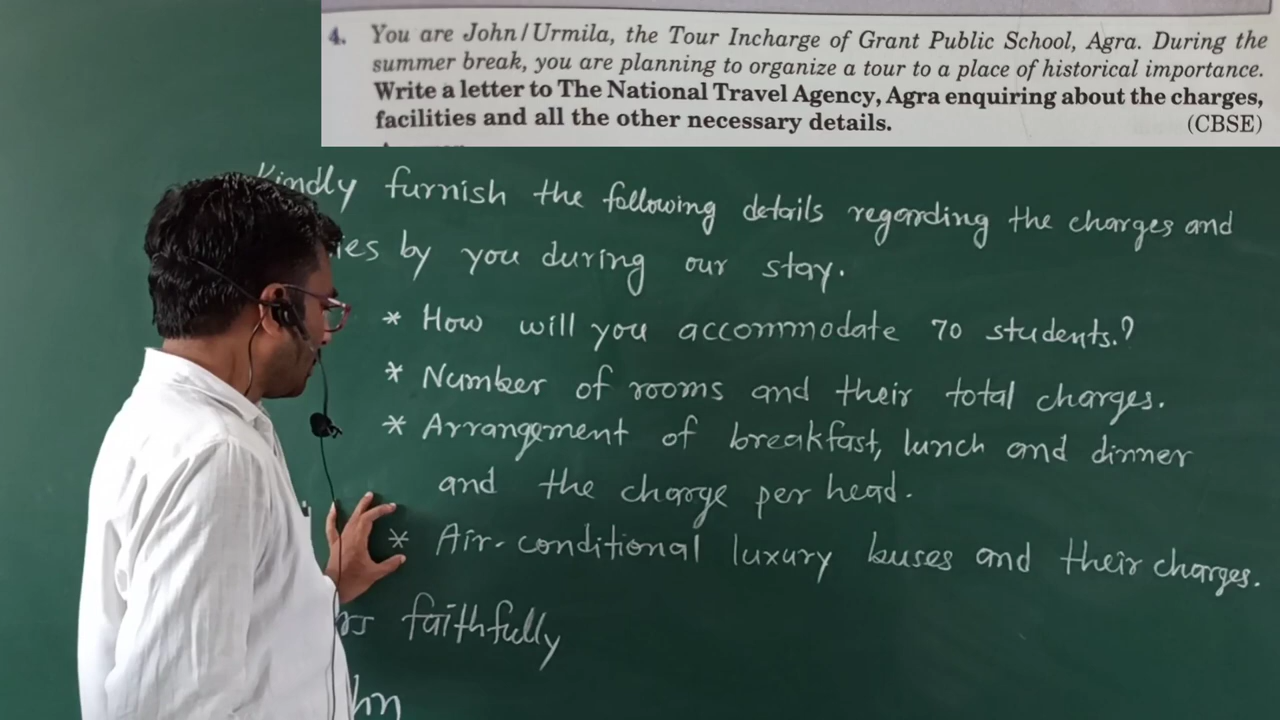 4. You are John/Urmila, the Tour Incharge of Grant Public School, Agra. During the
summer break, you are planning to organize a tour to a place of historical importance.
Write a letter to The National Travel Agency, Agra enquiring about the charges,
facilities and all the other necessary details. (CBSE)
Kindly furnish the following details regarding the charges and
by you during our stay.
* How will you accommodate 70 students.?
* Number of rooms and their total charges.
* Arrangement of breakfast, lunch and dinner
and the charge per head.
* Air-conditional luxury buses and their charges.
faithfully